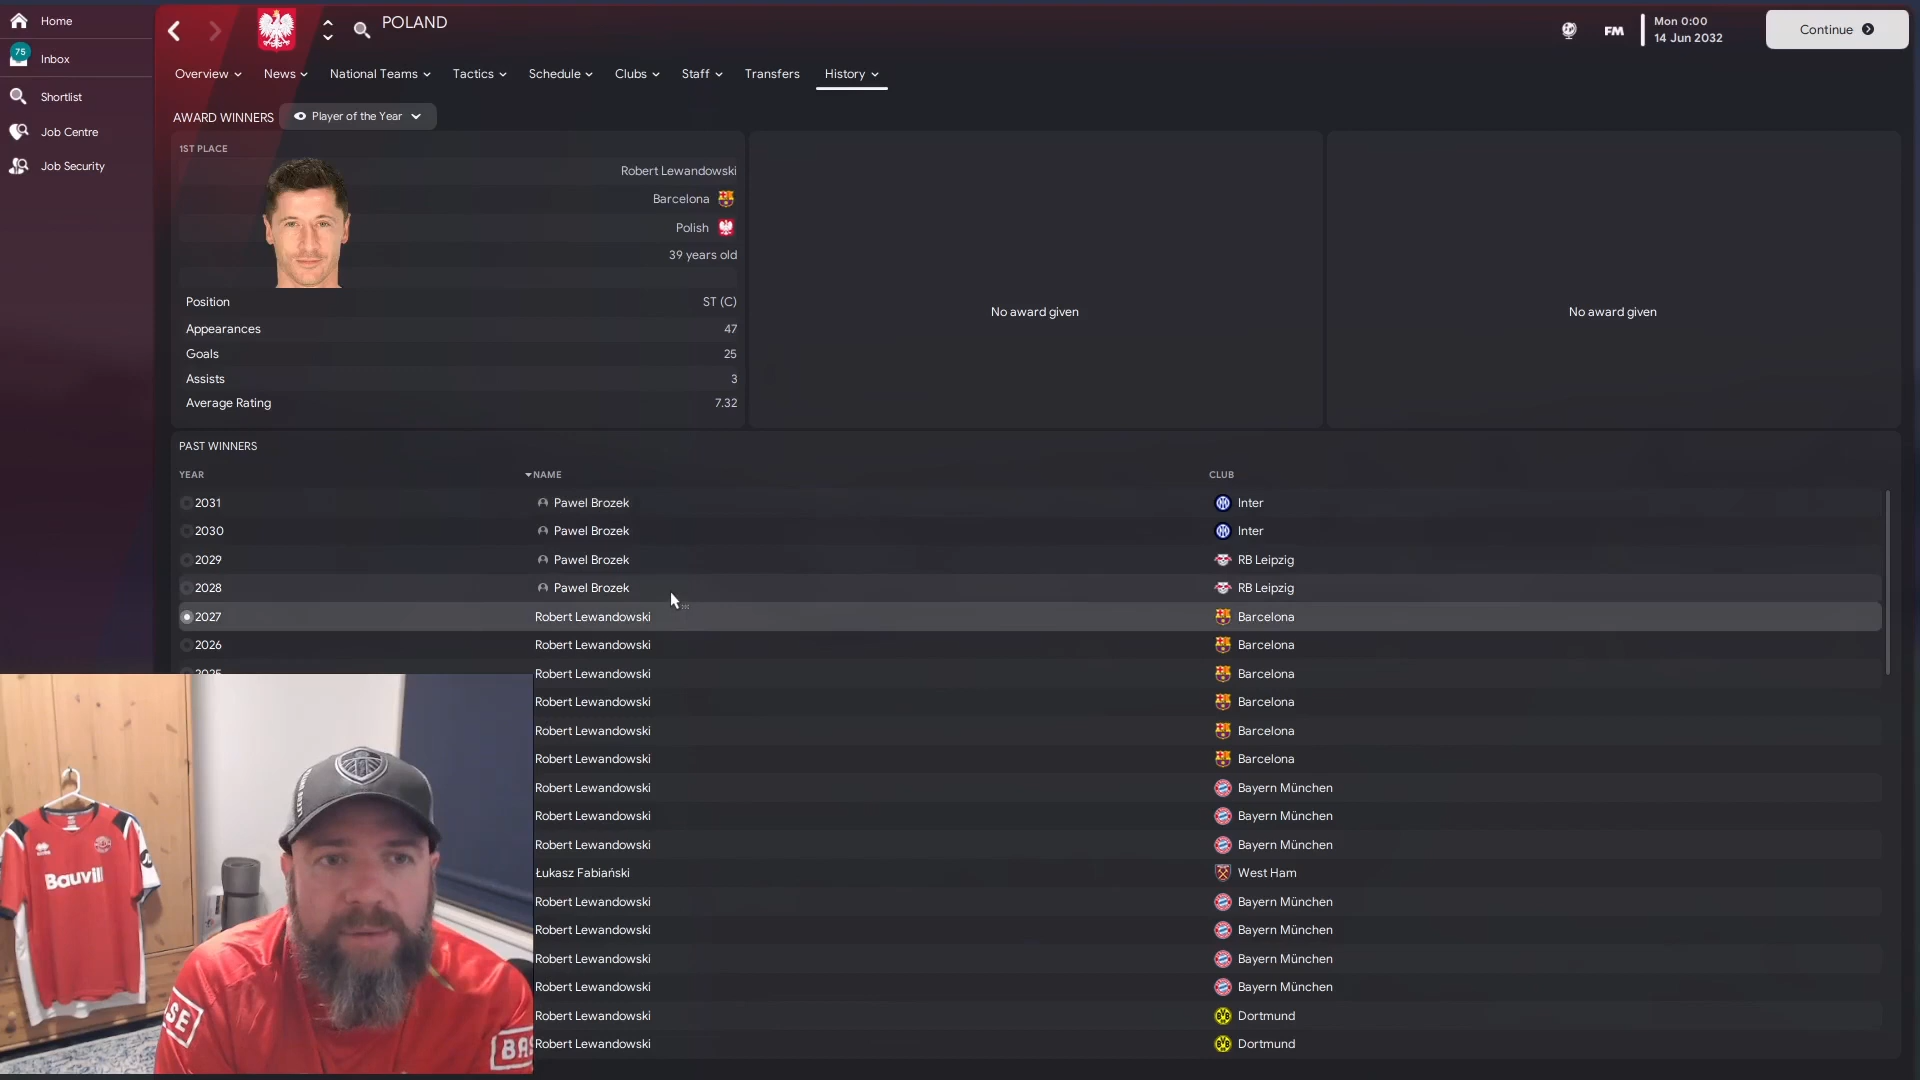 Home
75
Inbox
Shortlist
Job Centre
Job Security
POLAND
FM
Mon 0:00
14 Jun 2032
Continue
Overview
News
National Teams
Tactics
Schedule
Clubs
Staff
Transfers
History
AWARD WINNERS
Player of the Year
1ST PLACE
Robert Lewandowski
Barcelona
Polish
39 years old
Position ST (C)
Appearances 47
Goals 25
Assists 3
Average Rating 7.32
No award given
No award given
PAST WINNERS
YEAR NAME CLUB
2031 Pawel Brozek Inter
2030 Pawel Brozek Inter
2029 Pawel Brozek RB Leipzig
2028 Pawel Brozek RB Leipzig
2027 Robert Lewandowski Barcelona
2026 Robert Lewandowski Barcelona
2025 Robert Lewandowski Barcelona
Robert Lewandowski Barcelona
Robert Lewandowski Barcelona
Robert Lewandowski Barcelona
Robert Lewandowski Bayern München
Robert Lewandowski Bayern München
Robert Lewandowski Bayern München
Łukasz Fabiański West Ham
Robert Lewandowski Bayern München
Robert Lewandowski Bayern München
Robert Lewandowski Bayern München
Robert Lewandowski Bayern München
Robert Lewandowski Dortmund
Robert Lewandowski Dortmund
Bauvill